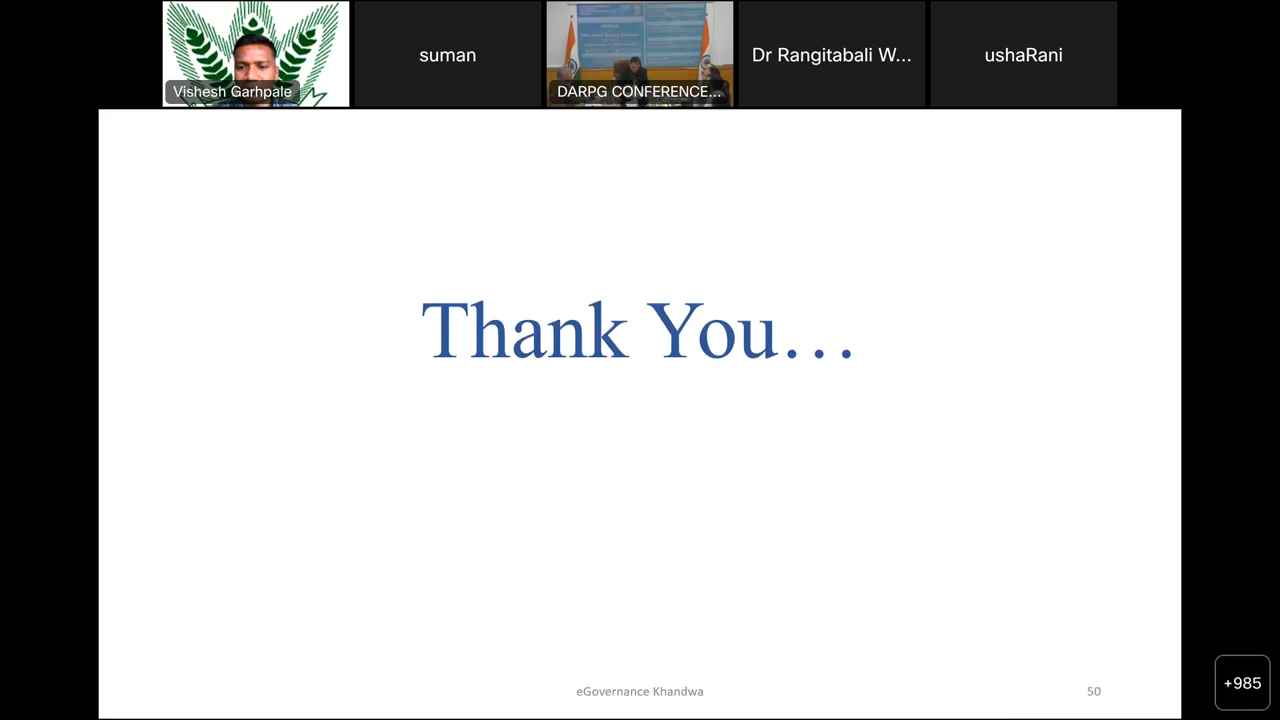 Vishesh Garhpale
suman
DARPG CONFERENCE...
Dr Rangitabali W...
ushaRani
Thank You...
eGovernance Khandwa
50
+985